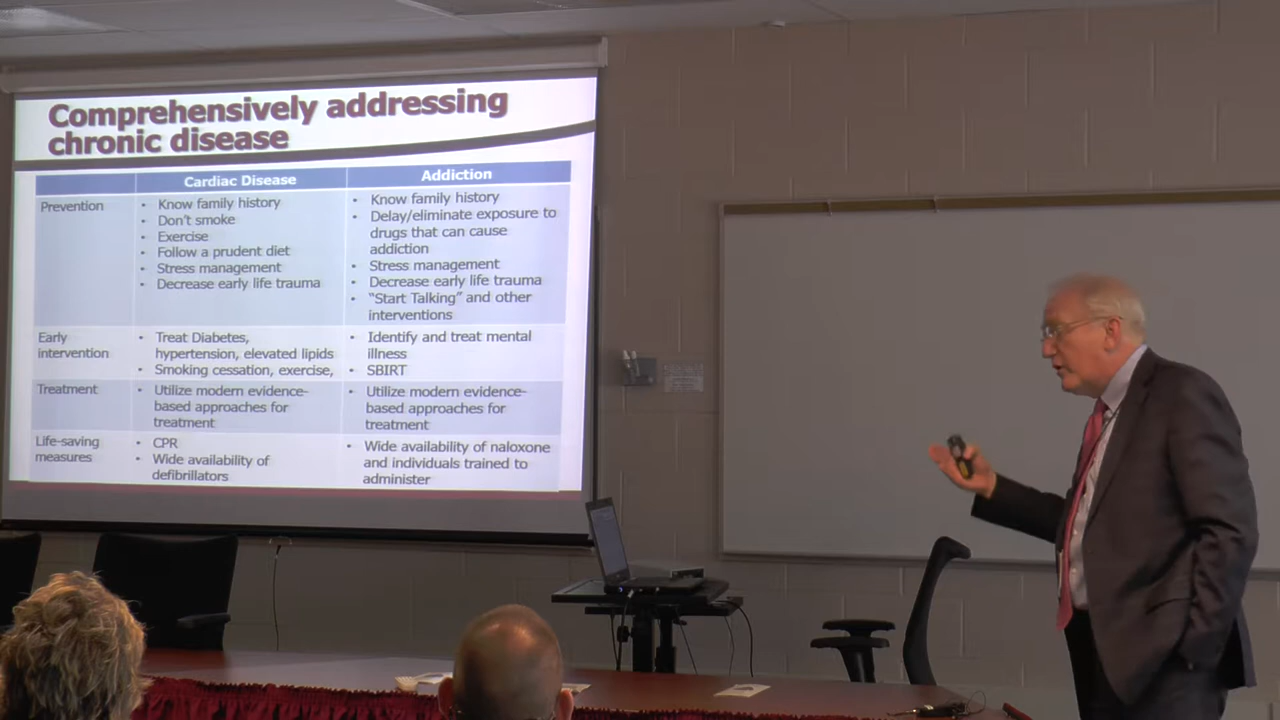 Comprehensively addressing
chronic disease
Cardiac Disease
Addiction
Prevention
• Know family history
• Don't smoke
• Exercise
• Follow a prudent diet
• Stress management
• Decrease early life trauma
• Know family history
• Delay/eliminate exposure to
drugs that can cause
addiction
• Stress management
• Decrease early life trauma
• "Start Talking" and other
interventions
Early
intervention
• Treat Diabetes,
hypertension, elevated lipids
• Smoking cessation, exercise,
• Identify and treat mental
illness
• SBIRT
Treatment
• Utilize modern evidence-
based approaches for
treatment
• Utilize modern evidence-
based approaches for
treatment
Life-saving
measures
• CPR
• Wide availability of
defibrillators
• Wide availability of naloxone
and individuals trained to
administer